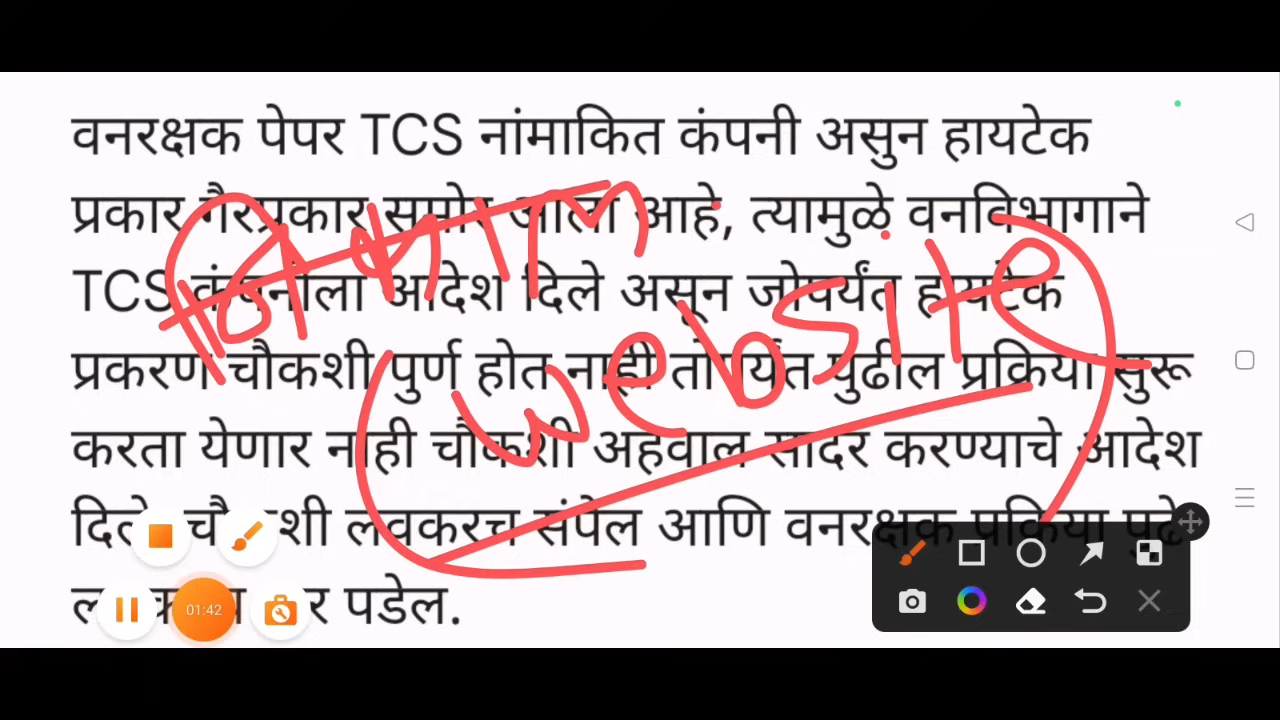 वनरक्षक पेपर TCS नांमाकित कंपनी असुन हायटेक
प्रकार गैरप्रकार समोर आला आहे, त्यामुळे वनविभागाने
TCS कंपनीला आदेश दिले असून जोपर्यंत हायटेक
प्रकरण चौकशी पुर्ण होत नाही तोपर्यंत पुढील प्रक्रिया सुरू
करता येणार नाही चौकशी अहवाल सादर करण्याचे आदेश
दिले चौकशी लवकरच संपेल आणि वनरक्षक प्रकिया पुढे
पडेल.
website
01:42